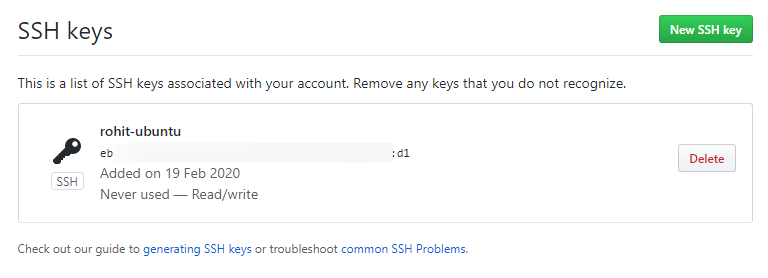 SSH keys
New SSH key
This is a list of SSH keys associated with your account. Remove any keys that you do not recognize.
rohit-ubuntu
eb :d1
Added on 19 Feb 2020
SSH
Never used — Read/write
Delete
Check out our guide to generating SSH keys or troubleshoot common SSH Problems.